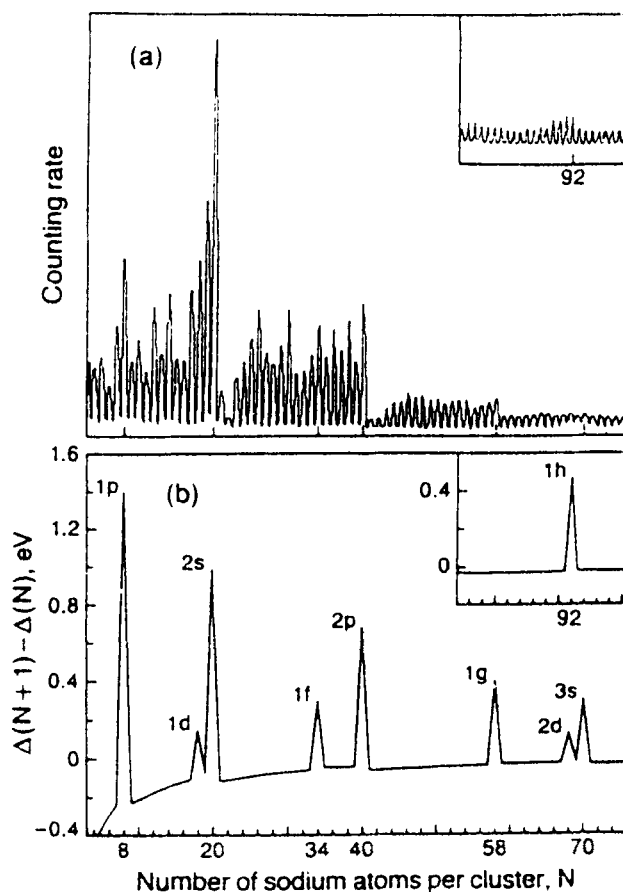 (a)
Counting rate
92
1.6
1.2
0.8
0.4
0
-0.4
Δ(N + 1) – Δ(N), eV
(b)
1p
1d
2s
1f
2p
1g
2d
3s
0.4
0
1h
92
8 20 34 40 58 70
Number of sodium atoms per cluster, N